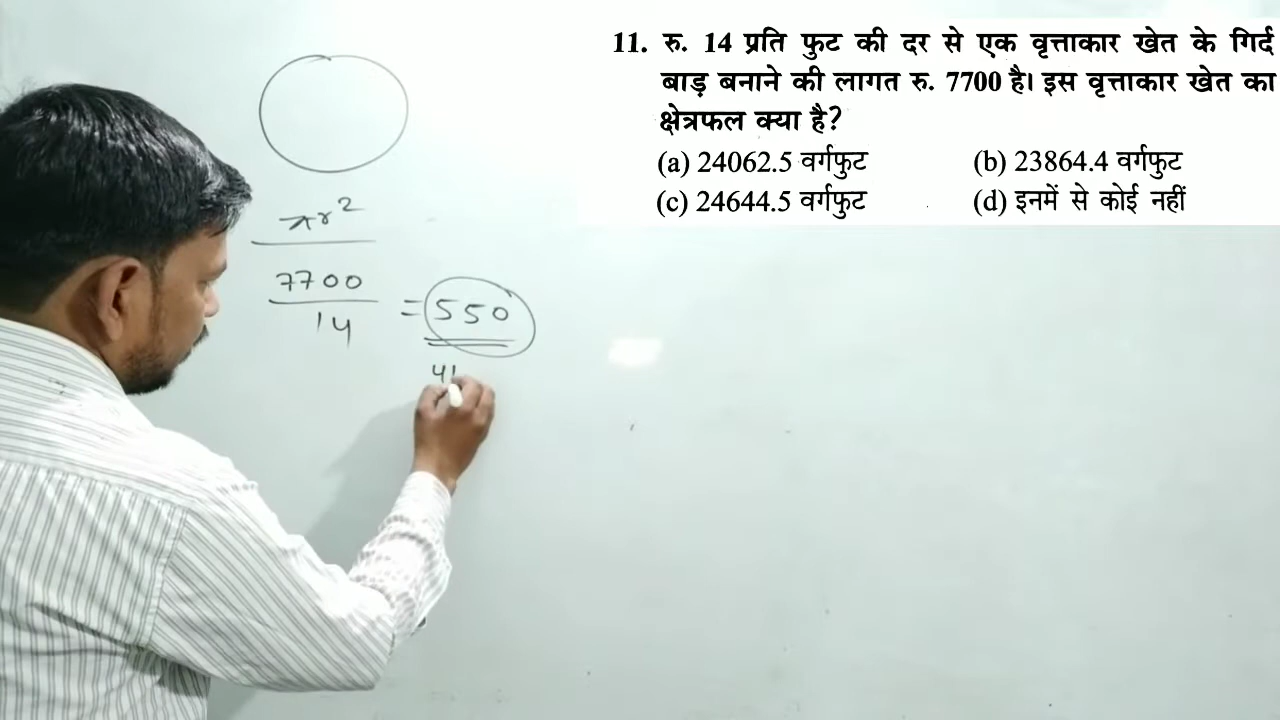 11. रु. 14 प्रति फुट की दर से एक वृत्ताकार खेत के गिर्द
बाड़ बनाने की लागत रु. 7700 है। इस वृत्ताकार खेत का
क्षेत्रफल क्या है?
(a) 24062.5 वर्गफुट (b) 23864.4 वर्गफुट
(c) 24644.5 वर्गफुट (d) इनमें से कोई नहीं
πr²
7700
14
= 550